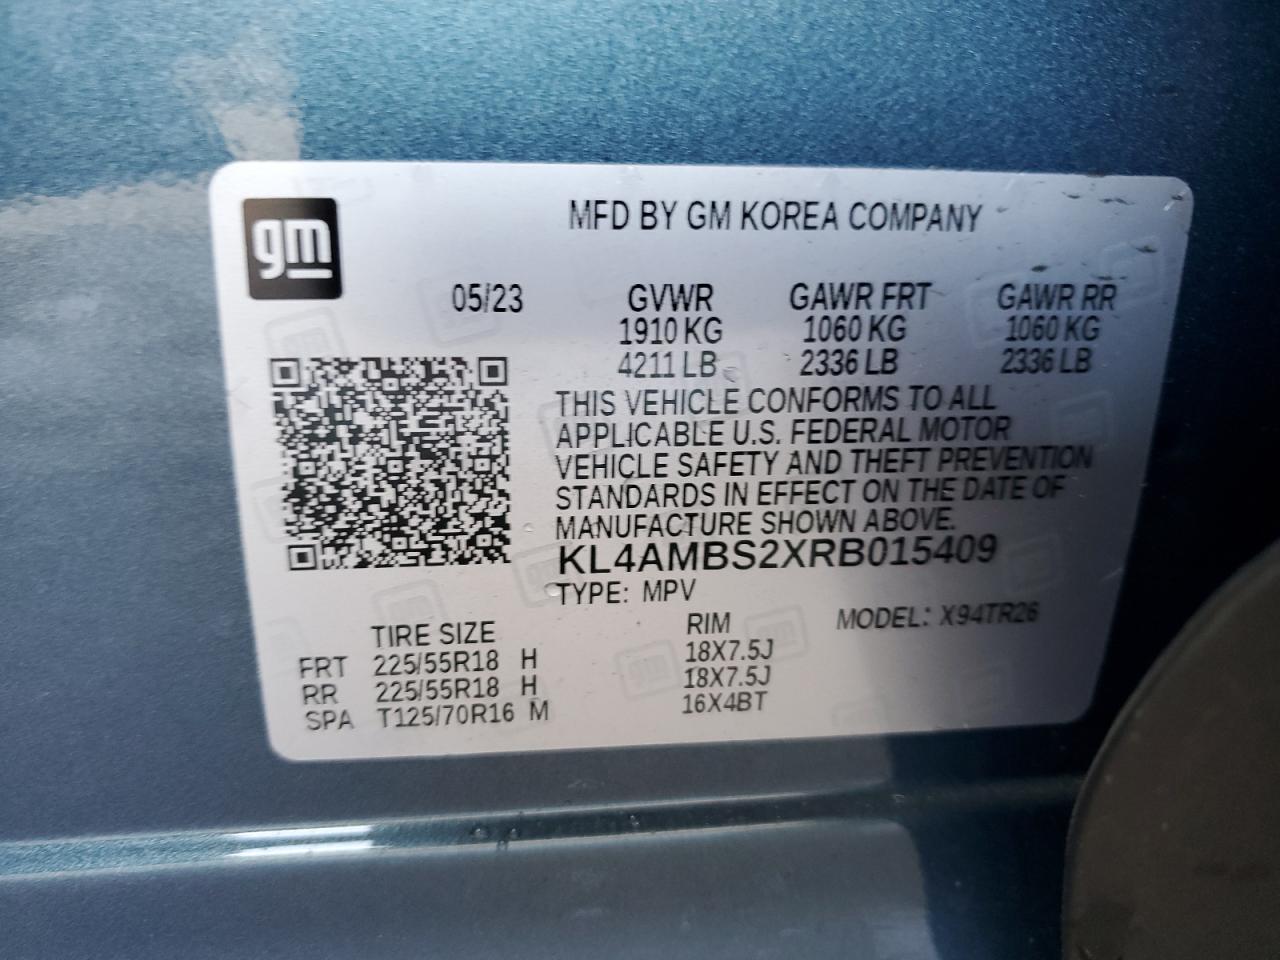 gm
MFD BY GM KOREA COMPANY
05/23 GVWR GAWR FRT GAWR RR
1910 KG 1060 KG 1060 KG
4211 LB 2336 LB 2336 LB
THIS VEHICLE CONFORMS TO ALL
APPLICABLE U.S. FEDERAL MOTOR
VEHICLE SAFETY AND THEFT PREVENTION
STANDARDS IN EFFECT ON THE DATE OF
MANUFACTURE SHOWN ABOVE.
KL4AMBS2XRB015409
TYPE: MPV
TIRE SIZE RIM MODEL: X94TR26
FRT 225/55R18 H 18X7.5J
RR 225/55R18 H 18X7.5J
SPA T125/70R16 M 16X4BT